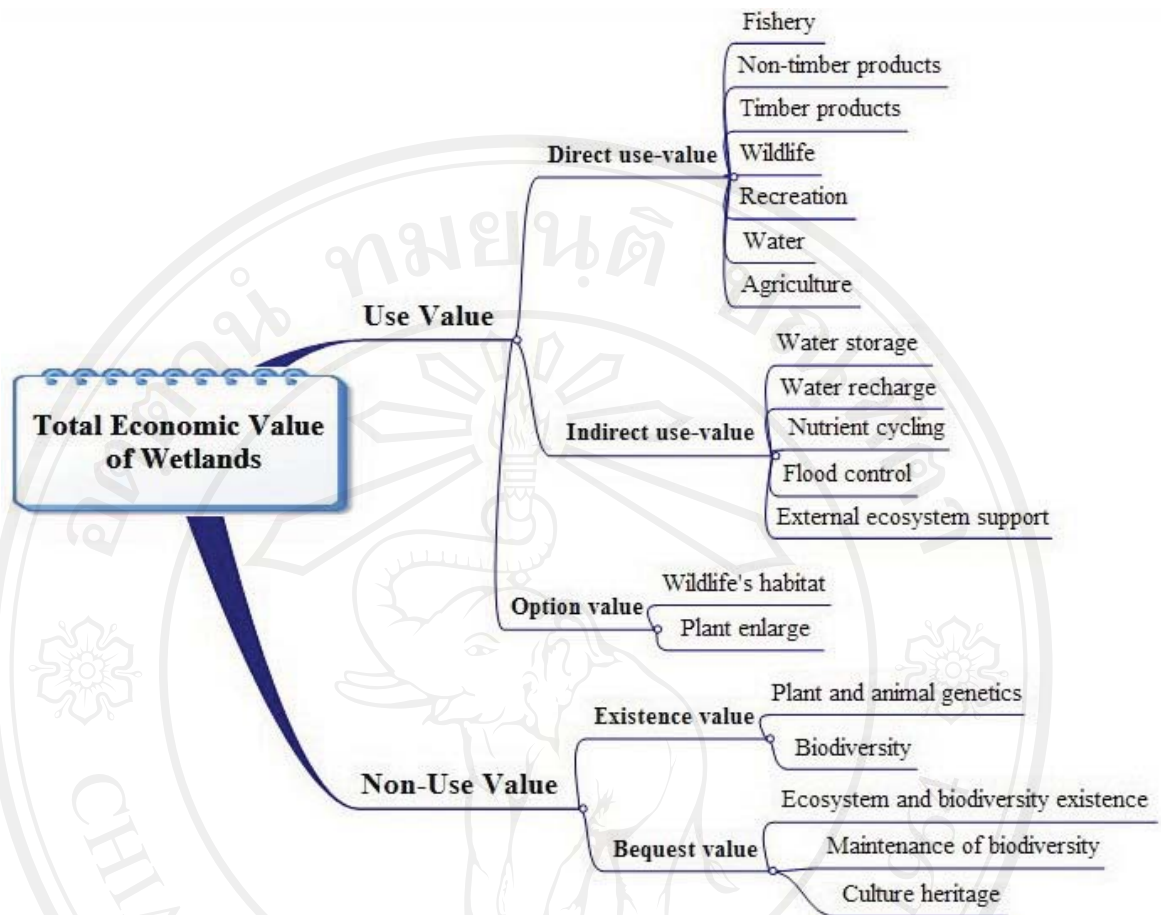 Fishery
Non-timber products
Timber products
Direct use-value
Wildlife
Recreation
Water
Agriculture
Use Value
Water storage
Water recharge
Indirect use-value
Nutrient cycling
Flood control
External ecosystem support
Total Economic Value
of Wetlands
Wildlife's habitat
Option value
Plant enlarge
Plant and animal genetics
Existence value
Biodiversity
Non-Use Value
Ecosystem and biodiversity existence
Bequest value
Maintenance of biodiversity
Culture heritage